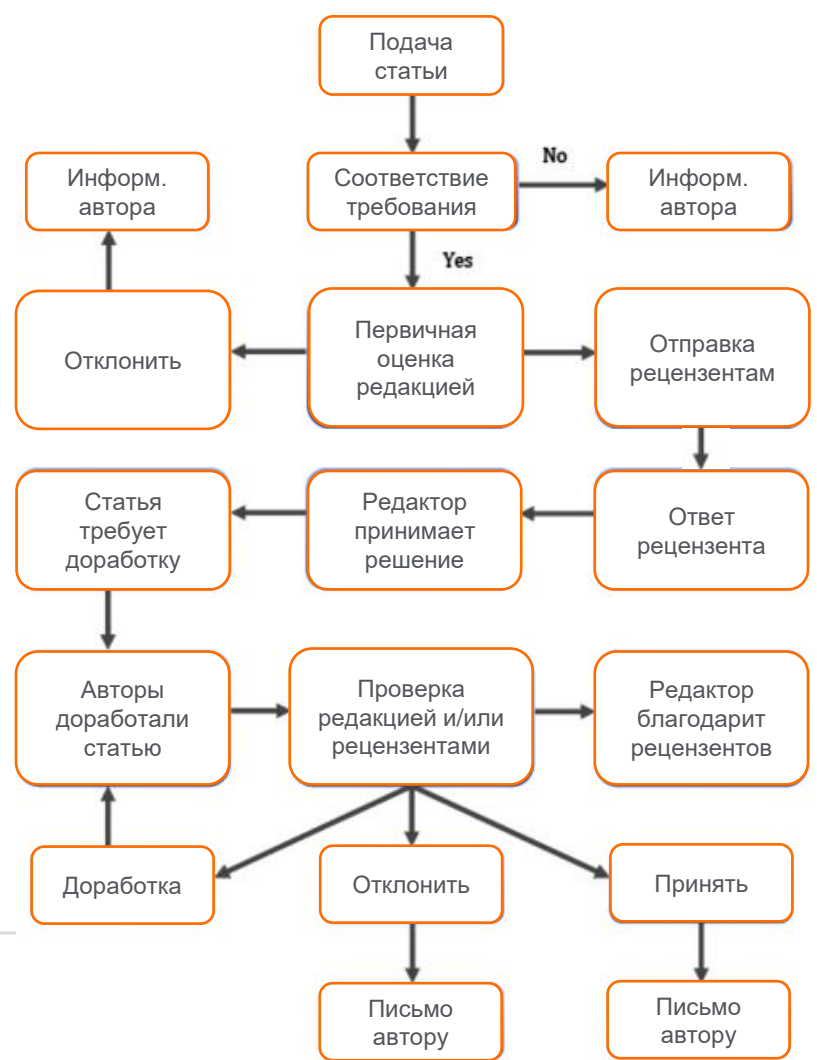 Подача
статьи
No
Информ.
автора
Соответствие
требования
Информ.
автора
Yes
Отклонить
Первичная
оценка
редакцией
Отправка
рецензентам
Статья
требует
доработку
Редактор
принимает
решение
Ответ
рецензента
Авторы
доработали
статью
Проверка
редакцией и/или
рецензентами
Редактор
благодарит
рецензентов
Доработка
Отклонить
Принять
Письмо
автору
Письмо
автору